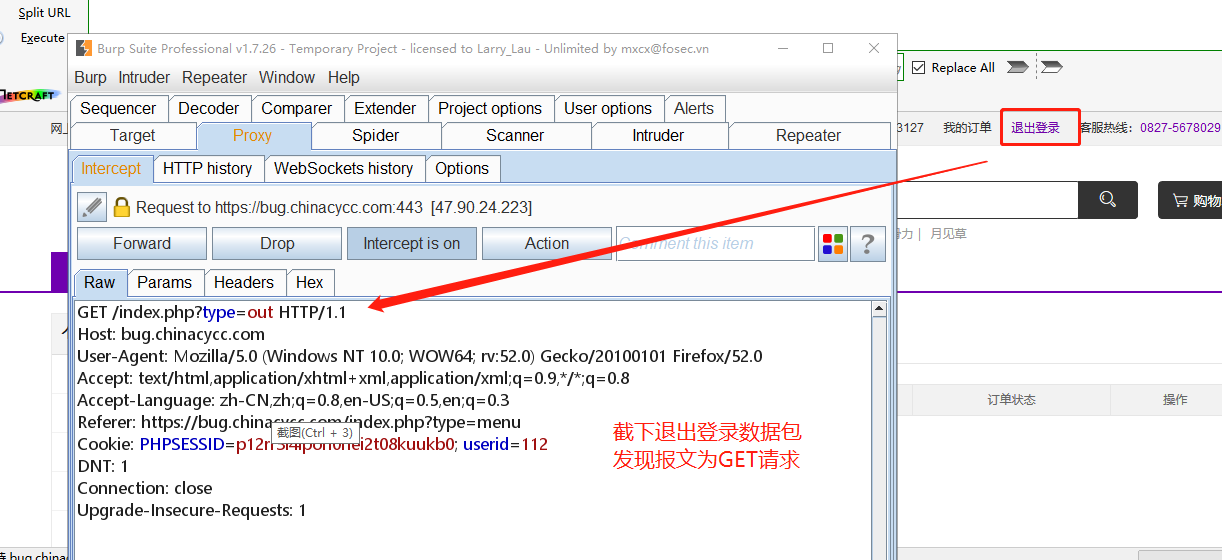 Split URL
Execute
Burp Suite Professional v1.7.26 - Temporary Project - licensed to Larry_Lau - Unlimited by mxcx@fosec.vn
Burp Intruder Repeater Window Help
Replace All
NETCRAFT
Sequencer Decoder Comparer Extender Project options User options Alerts
网上
3127 我的订单 退出登录 客服热线: 0827-5678029
Target Proxy Spider Scanner Intruder Repeater
Intercept HTTP history WebSockets history Options
购物
Request to https://bug.chinacycc.com:443 [47.90.24.223]
月见草
Forward Drop Intercept is on Action Comment this item ?
Raw Params Headers Hex
GET /index.php?type=out HTTP/1.1
Host: bug.chinacycc.com
User-Agent: Mozilla/5.0 (Windows NT 10.0; WOW64; rv:52.0) Gecko/20100101 Firefox/52.0
Accept: text/html,application/xhtml+xml,application/xml;q=0.9,*/*;q=0.8
Accept-Language: zh-CN,zh;q=0.8,en-US;q=0.5,en;q=0.3
订单状态 操作
Referer: https://bug.chinacycc.com/index.php?type=menu
截图(Ctrl + 3)
Cookie: userid=112
截下退出登录数据包
发现报文为GET请求
DNT: 1
Connection: close
Upgrade-Insecure-Requests: 1